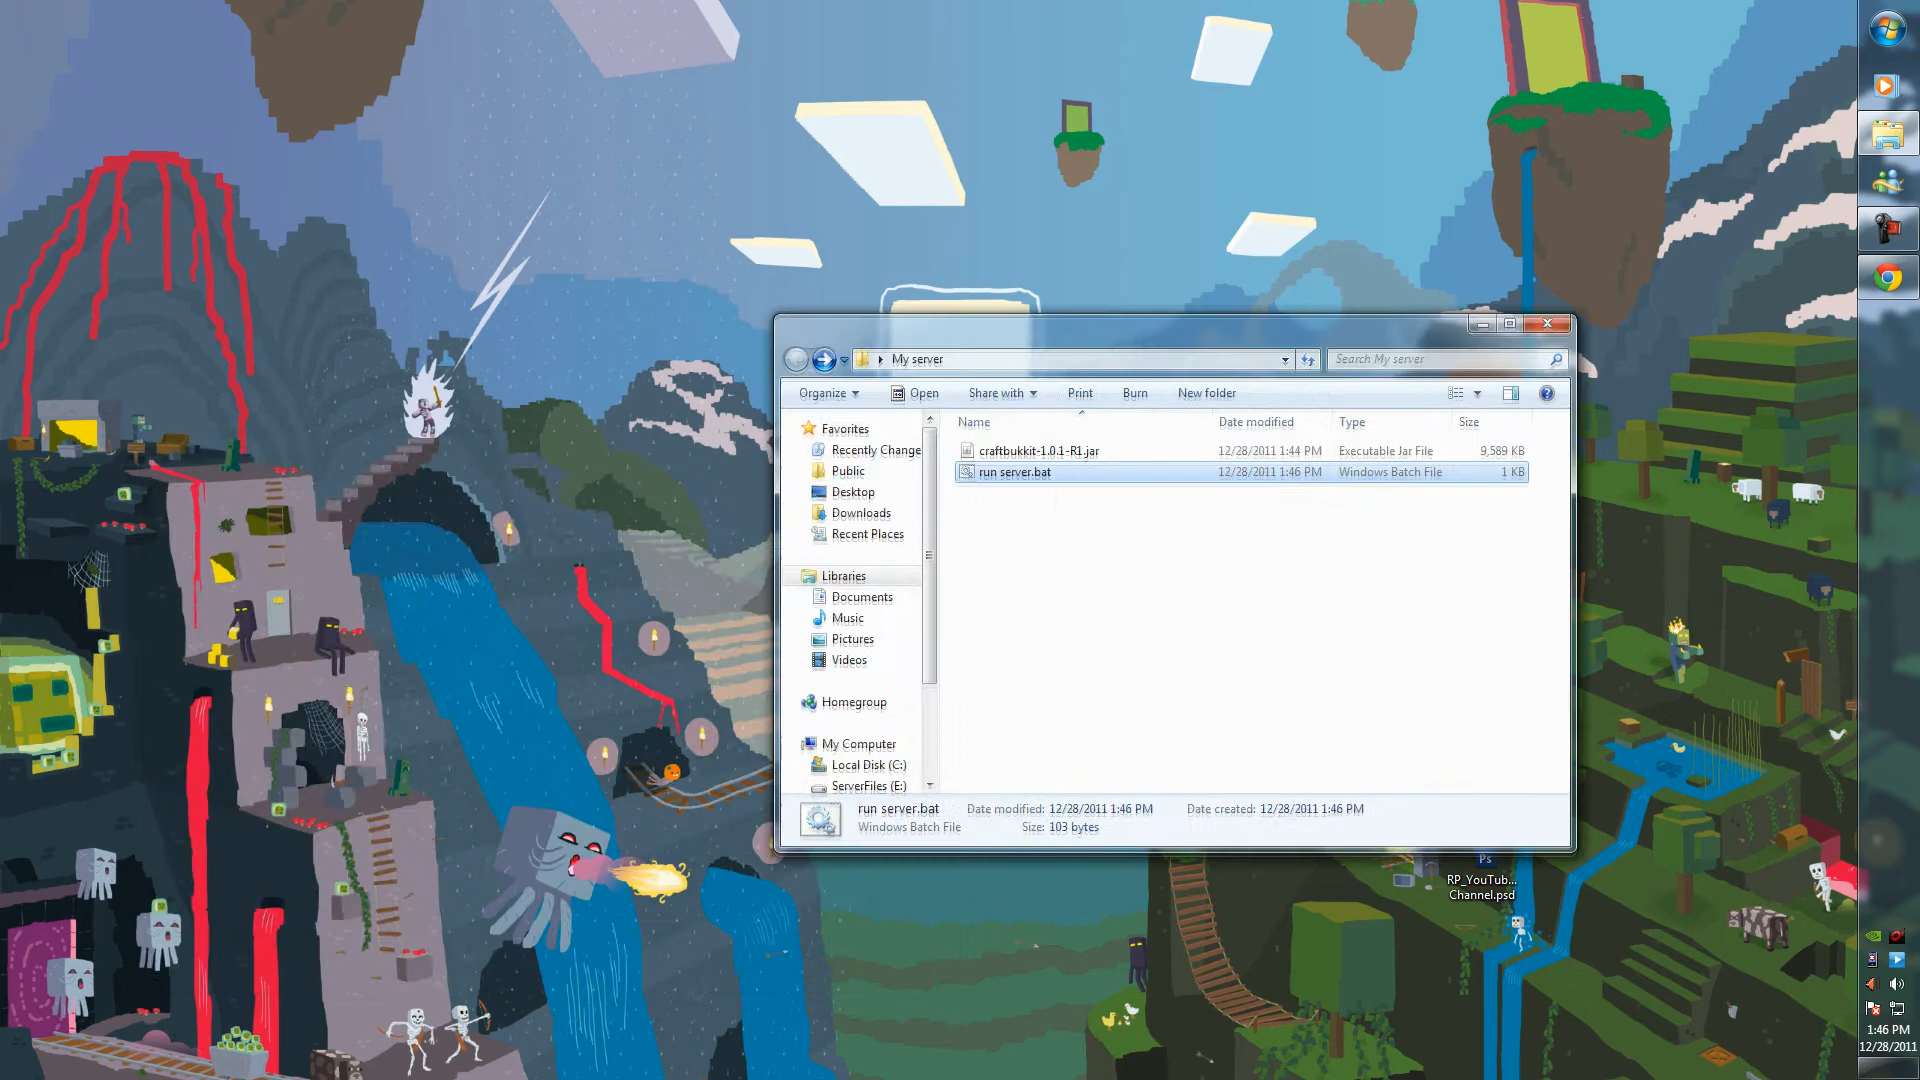 My server
Search My server
Organize
Open
Share with
Print
Burn
New folder
Name
Date modified
Type
Size
craftbukkit-1.0.1-R1.jar 12/28/2011 1:44 PM Executable Jar File 9,589 KB
run server.bat 12/28/2011 1:46 PM Windows Batch File 1 KB
Favorites
Recently Change
Public
Desktop
Downloads
Recent Places
Libraries
Documents
Music
Pictures
Videos
Homegroup
My Computer
Local Disk (C:)
ServerFiles (E:)
run server.bat Date modified: 12/28/2011 1:46 PM Date created: 12/28/2011 1:46 PM
Windows Batch File Size: 103 bytes
Ps
RP_YouTub...
Channel.psd
1:46 PM
12/28/2011